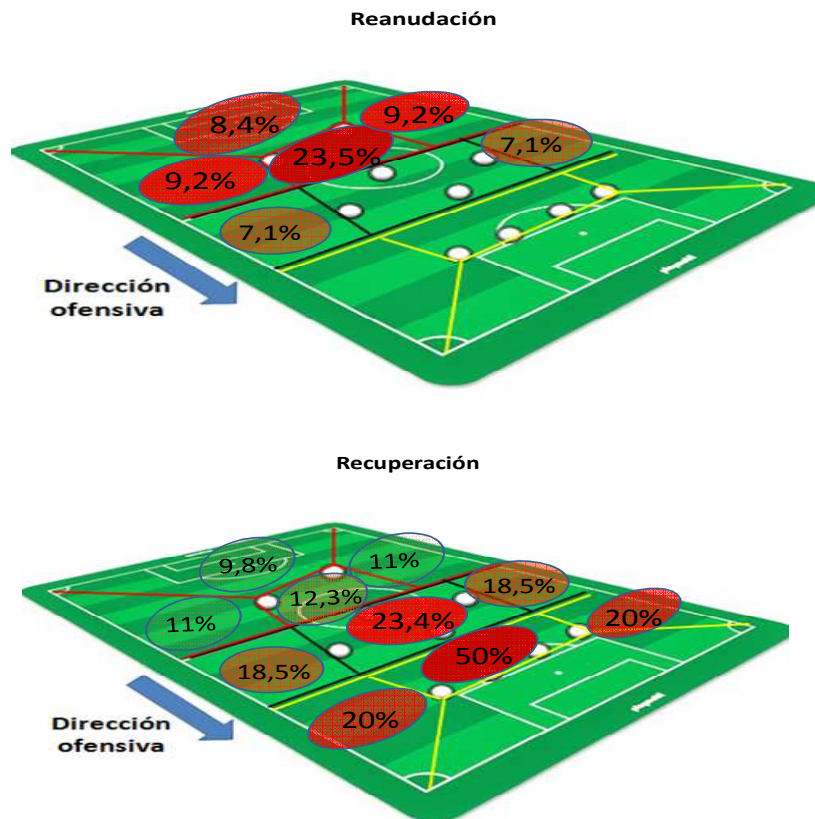 Reanudación
8,4%
9,2%
9,2%
23,5%
7,1%
7,1%
Dirección
ofensiva
Recuperación
9,8%
11%
11%
12,3%
18,5%
23,4%
20%
18,5%
50%
20%
Dirección
ofensiva